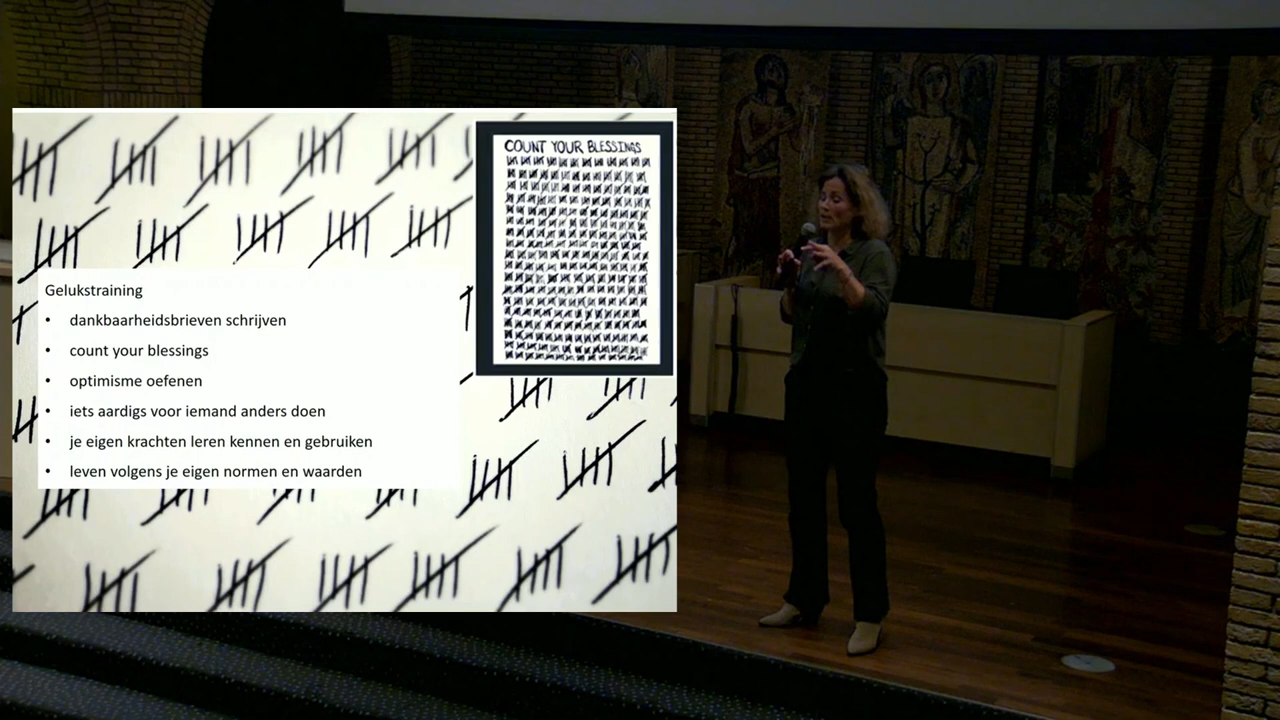 COUNT YOUR BLESSINGS
Gelukstraining
• dankbaarheidsbrieven schrijven
• count your blessings
• optimisme oefenen
• iets aardigs voor iemand anders doen
• je eigen krachten leren kennen en gebruiken
• leven volgens je eigen normen en waarden